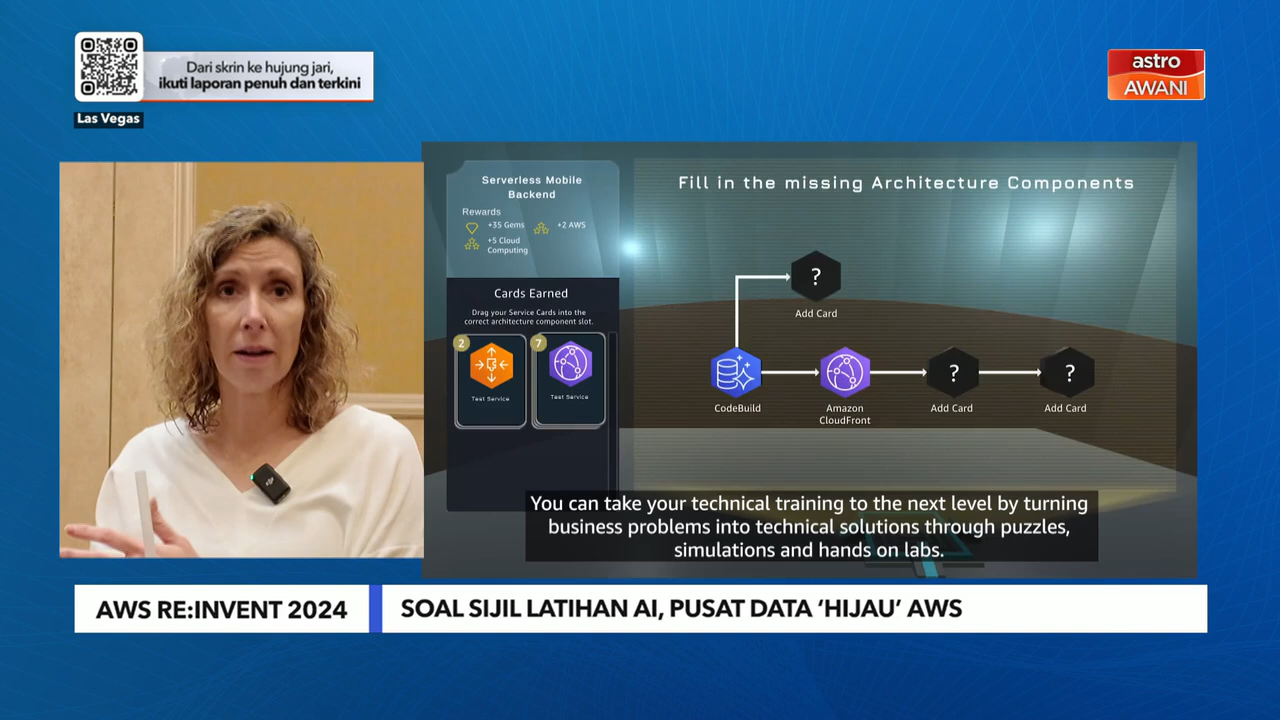 Dari skrin ke hujung jari,
ikuti laporan penuh dan terkini
astro
AWANI
Las Vegas
Serverless Mobile
Backend
Rewards
+35 Gems
+2 AWS
+5 Cloud
Computing
Cards Earned
Drag your Service Cards into the
correct architecture component slot.
2
Test Service
7
Test Service
Fill in the missing Architecture Components
?
Add Card
CodeBuild
Amazon
CloudFront
?
Add Card
?
Add Card
You can take your technical training to the next level by turning
business problems into technical solutions through puzzles,
simulations and hands on labs.
AWS RE:INVENT 2024
SOAL SIJIL LATIHAN AI, PUSAT DATA ‘HIJAU’ AWS